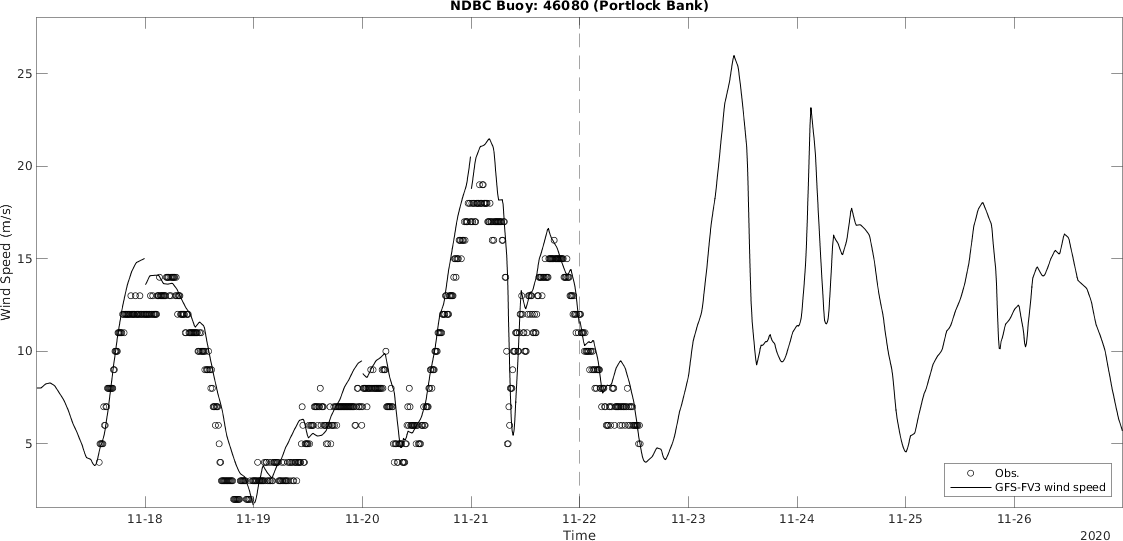 NDBC Buoy: 46080 (Portlock Bank)
Wind Speed (m/s)
25
20
15
10
5
11-18 11-19 11-20 11-21 11-22 11-23 11-24 11-25 11-26
Time
2020
Obs.
GFS-FV3 wind speed